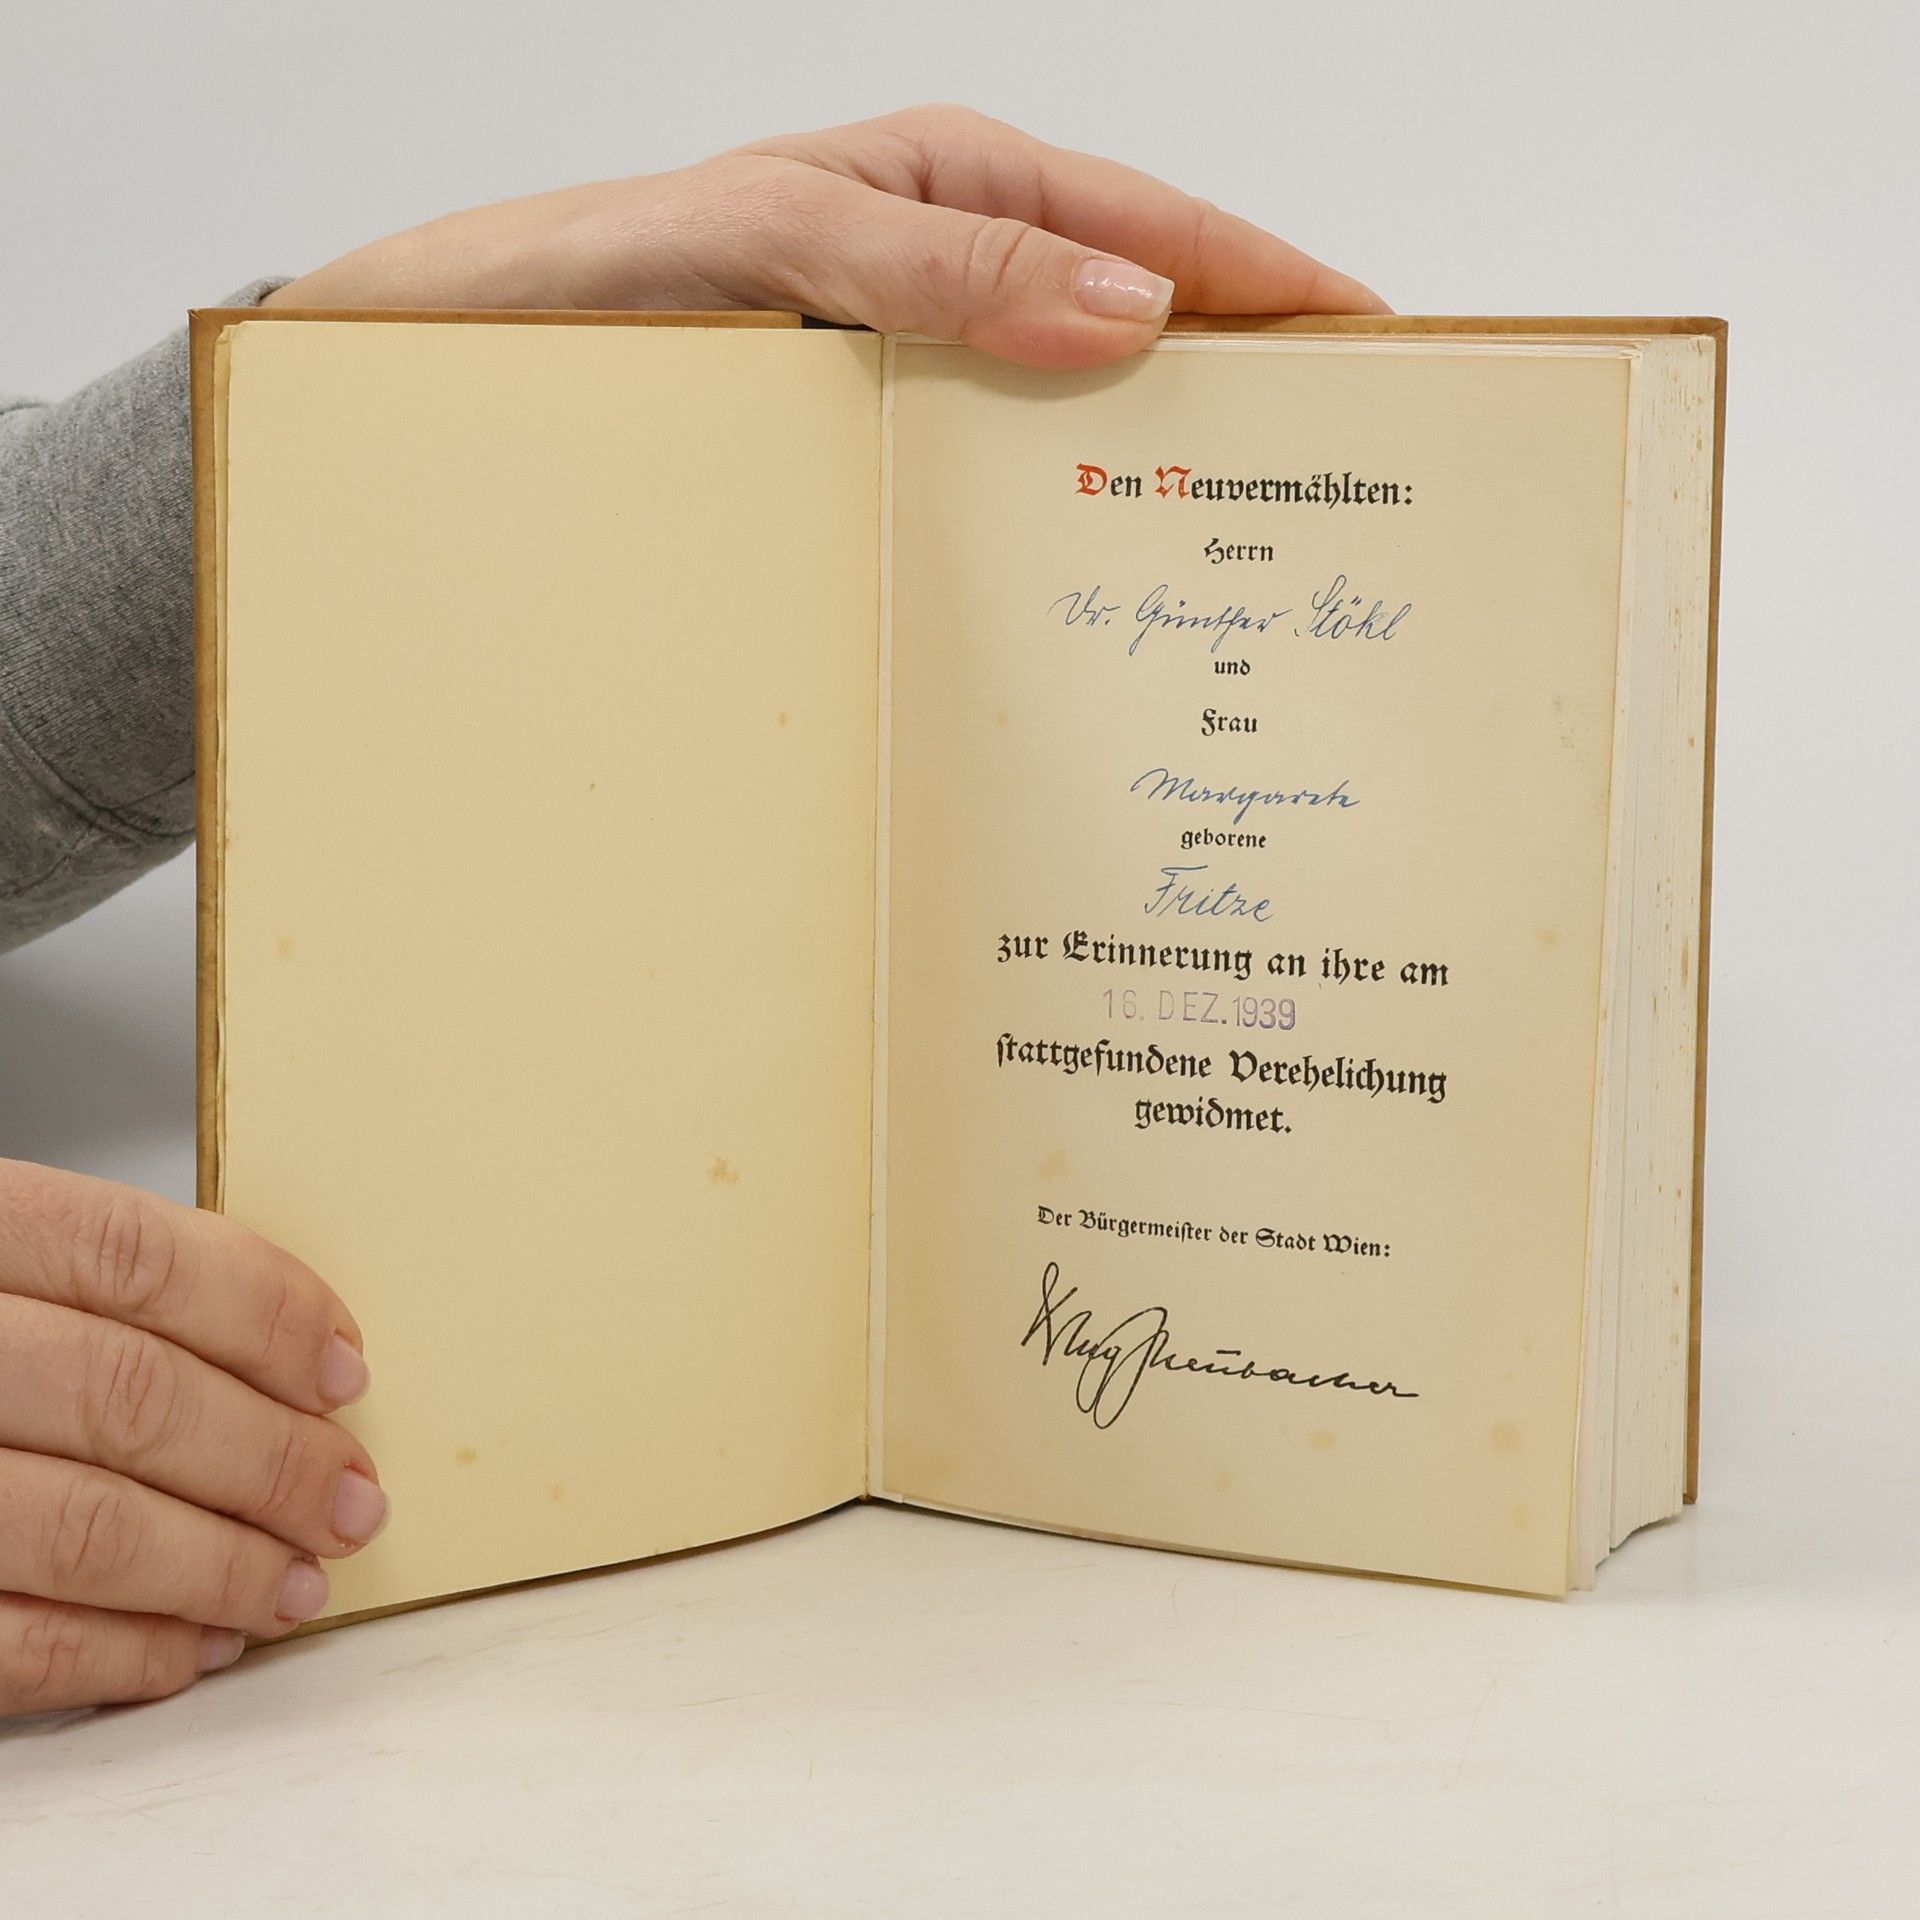 Den Neuvermählten:
Herrn
Dr. Günther Stökl
und
Frau
Margarete
geborene
Fritze
zur Erinnerung an ihre am
16. DEZ. 1939
stattgefundene Verehelichung
gewidmet.
Der Bürgermeister der Stadt Wien:
Neubacher